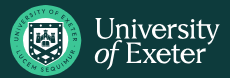 UNIVERSITY OF EXETER
LUCEM SEQUIMUR
University
of Exeter